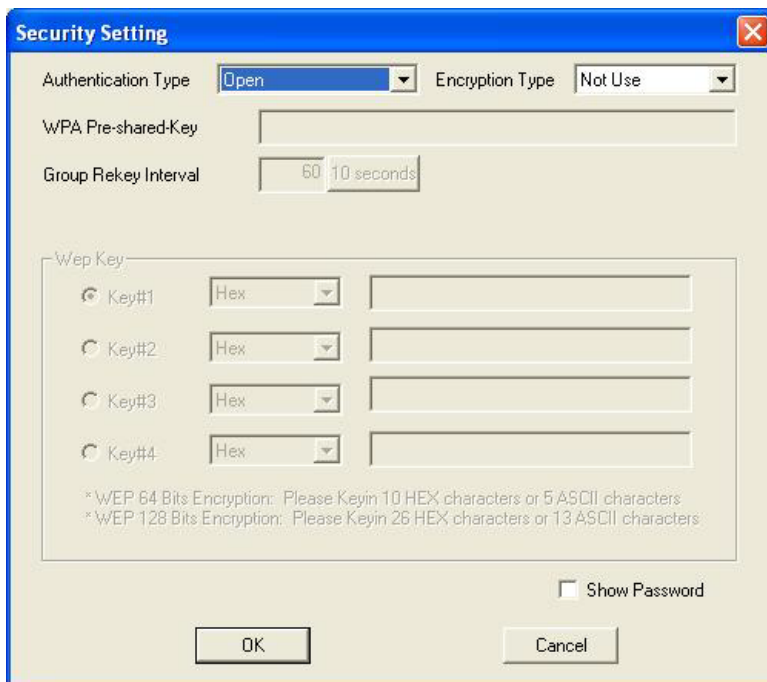 Security Setting
Authentication Type Open Encryption Type Not Use
WPA Pre-shared-Key
Group Rekey Interval 60 10 seconds
Wep Key
Key#1 Hex
Key#2 Hex
Key#3 Hex
Key#4 Hex
* WEP 64 Bits Encryption: Please Keyin 10 HEX characters or 5 ASCII characters
* WEP 128 Bits Encryption: Please Keyin 26 HEX characters or 13 ASCII characters
Show Password
OK Cancel